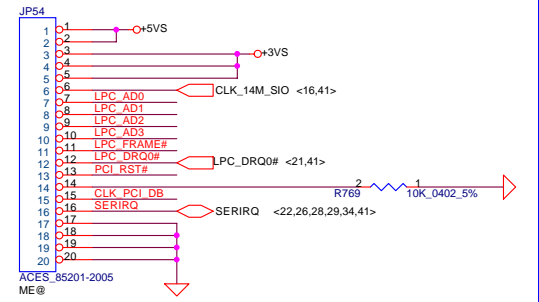 JP54
1 1 +5VS
2 2
3 3 +3VS
4 4
5 5
6 6 CLK_14M_SIO <16,41>
7 7 LPC_AD0
8 8 LPC_AD1
9 9 LPC_AD2
10 10 LPC_AD3
11 11 LPC_FRAME#
12 12 LPC_DRQ0# LPC_DRQ0# <21,41>
13 13 PCI_RST#
14 14 2 1
R769 10K_0402_5%
15 15 CLK_PCI_DB
16 16 SERIRQ SERIRQ <22,26,28,29,34,41>
17 17
18 18
19 19
20 20
ACES_85201-2005
ME@